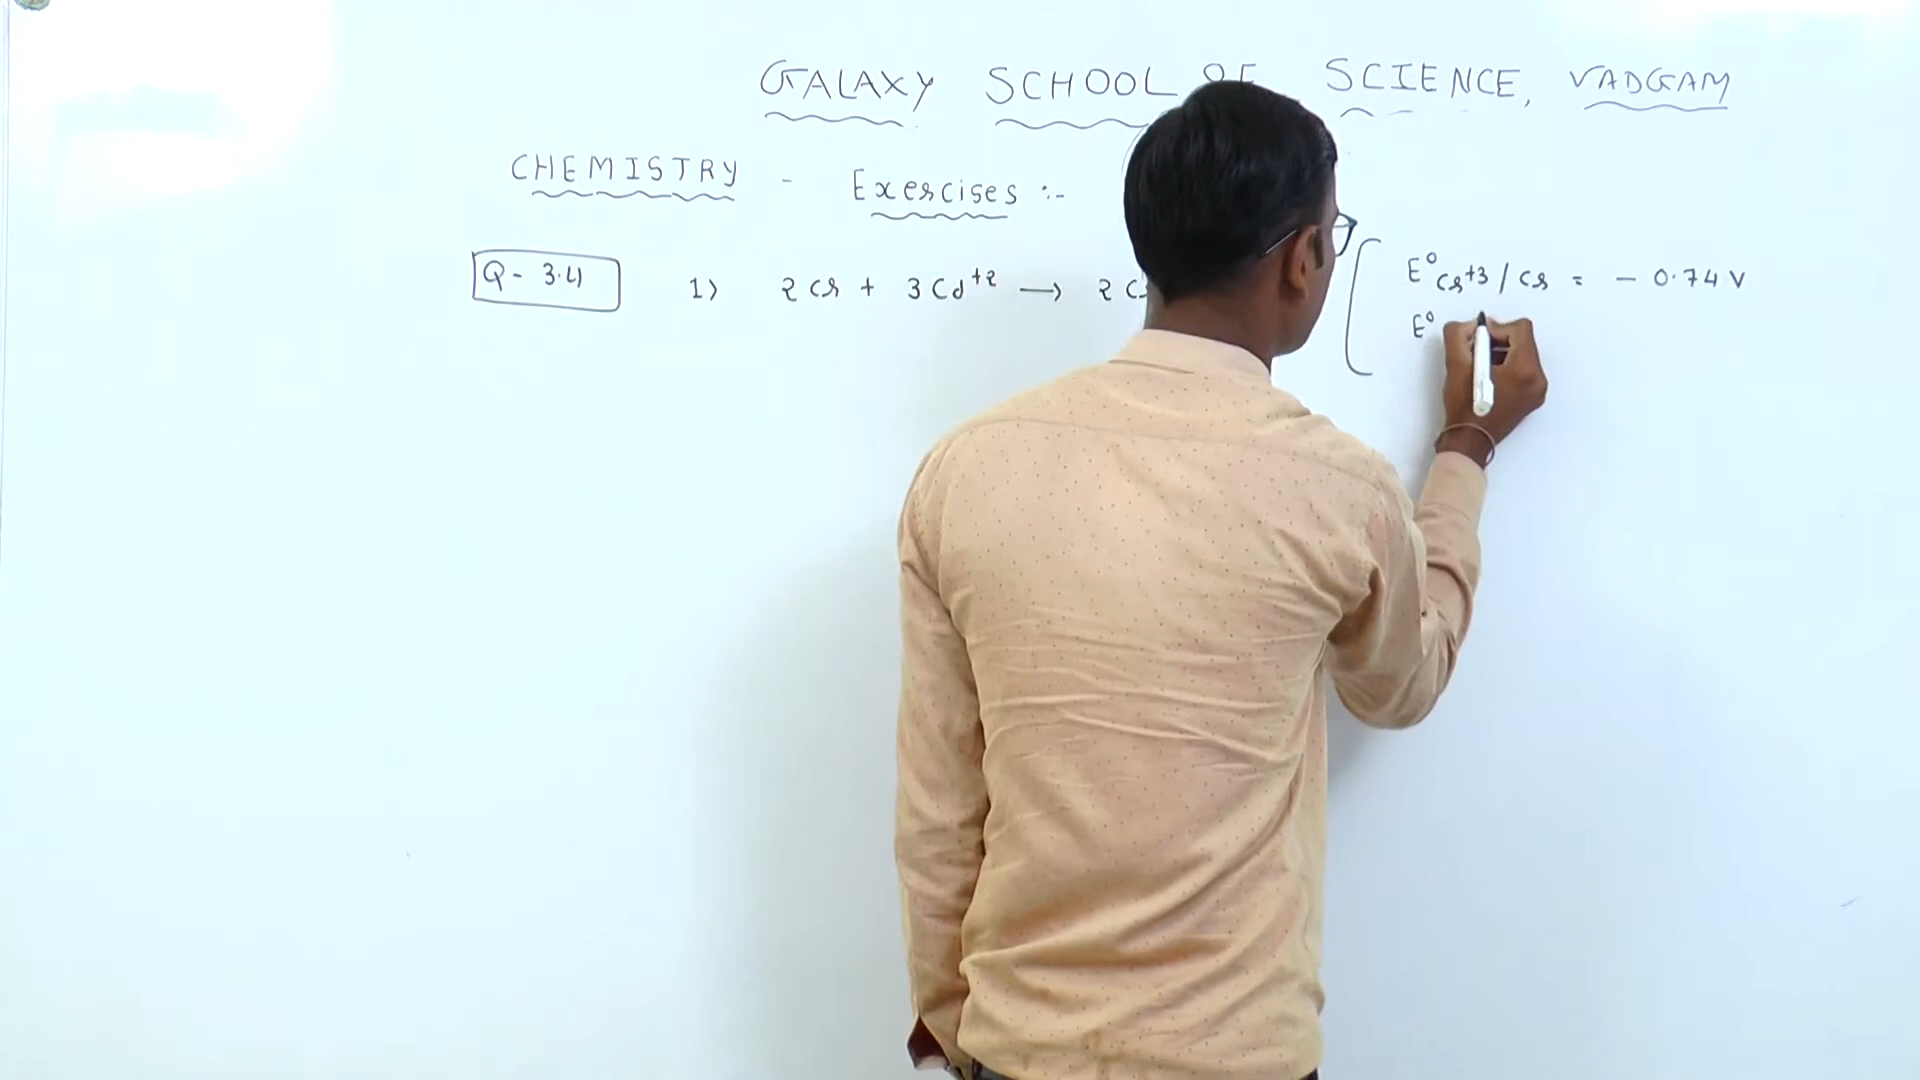 GALAXY SCHOOL OF SCIENCE, VADGAM
CHEMISTRY - Exercises :-
Q - 3.4 1) 2 Cr + 3 Cd+2 → 2 C
E° Cr+3 / Cr = - 0.74 V
E°